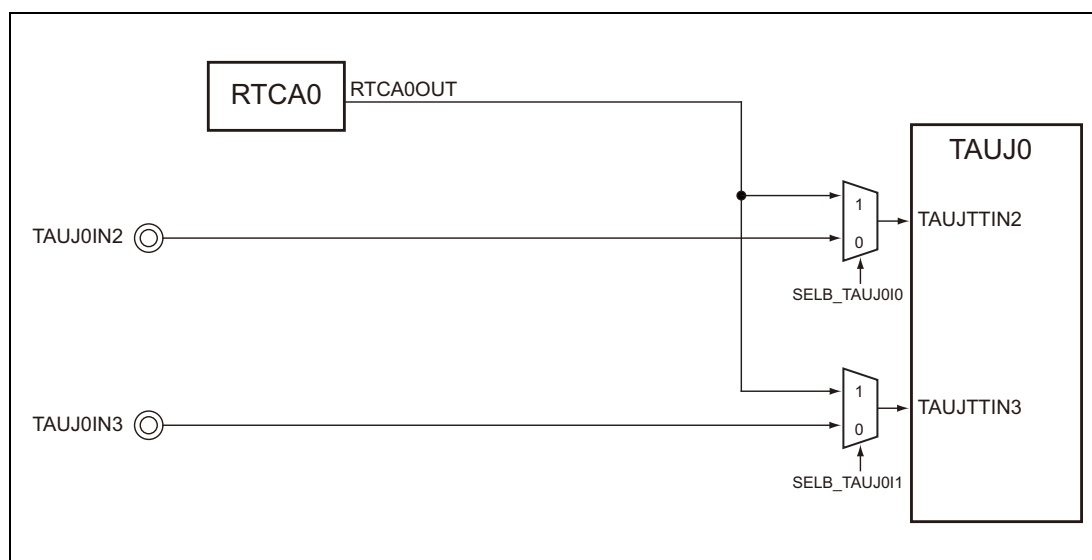 RTCA0
RTCA0OUT
TAUJ0
1
TAUJTTIN2
TAUJ0IN2
0
SELB_TAUJ0I0
1
TAUJTTIN3
TAUJ0IN3
0
SELB_TAUJ0I1